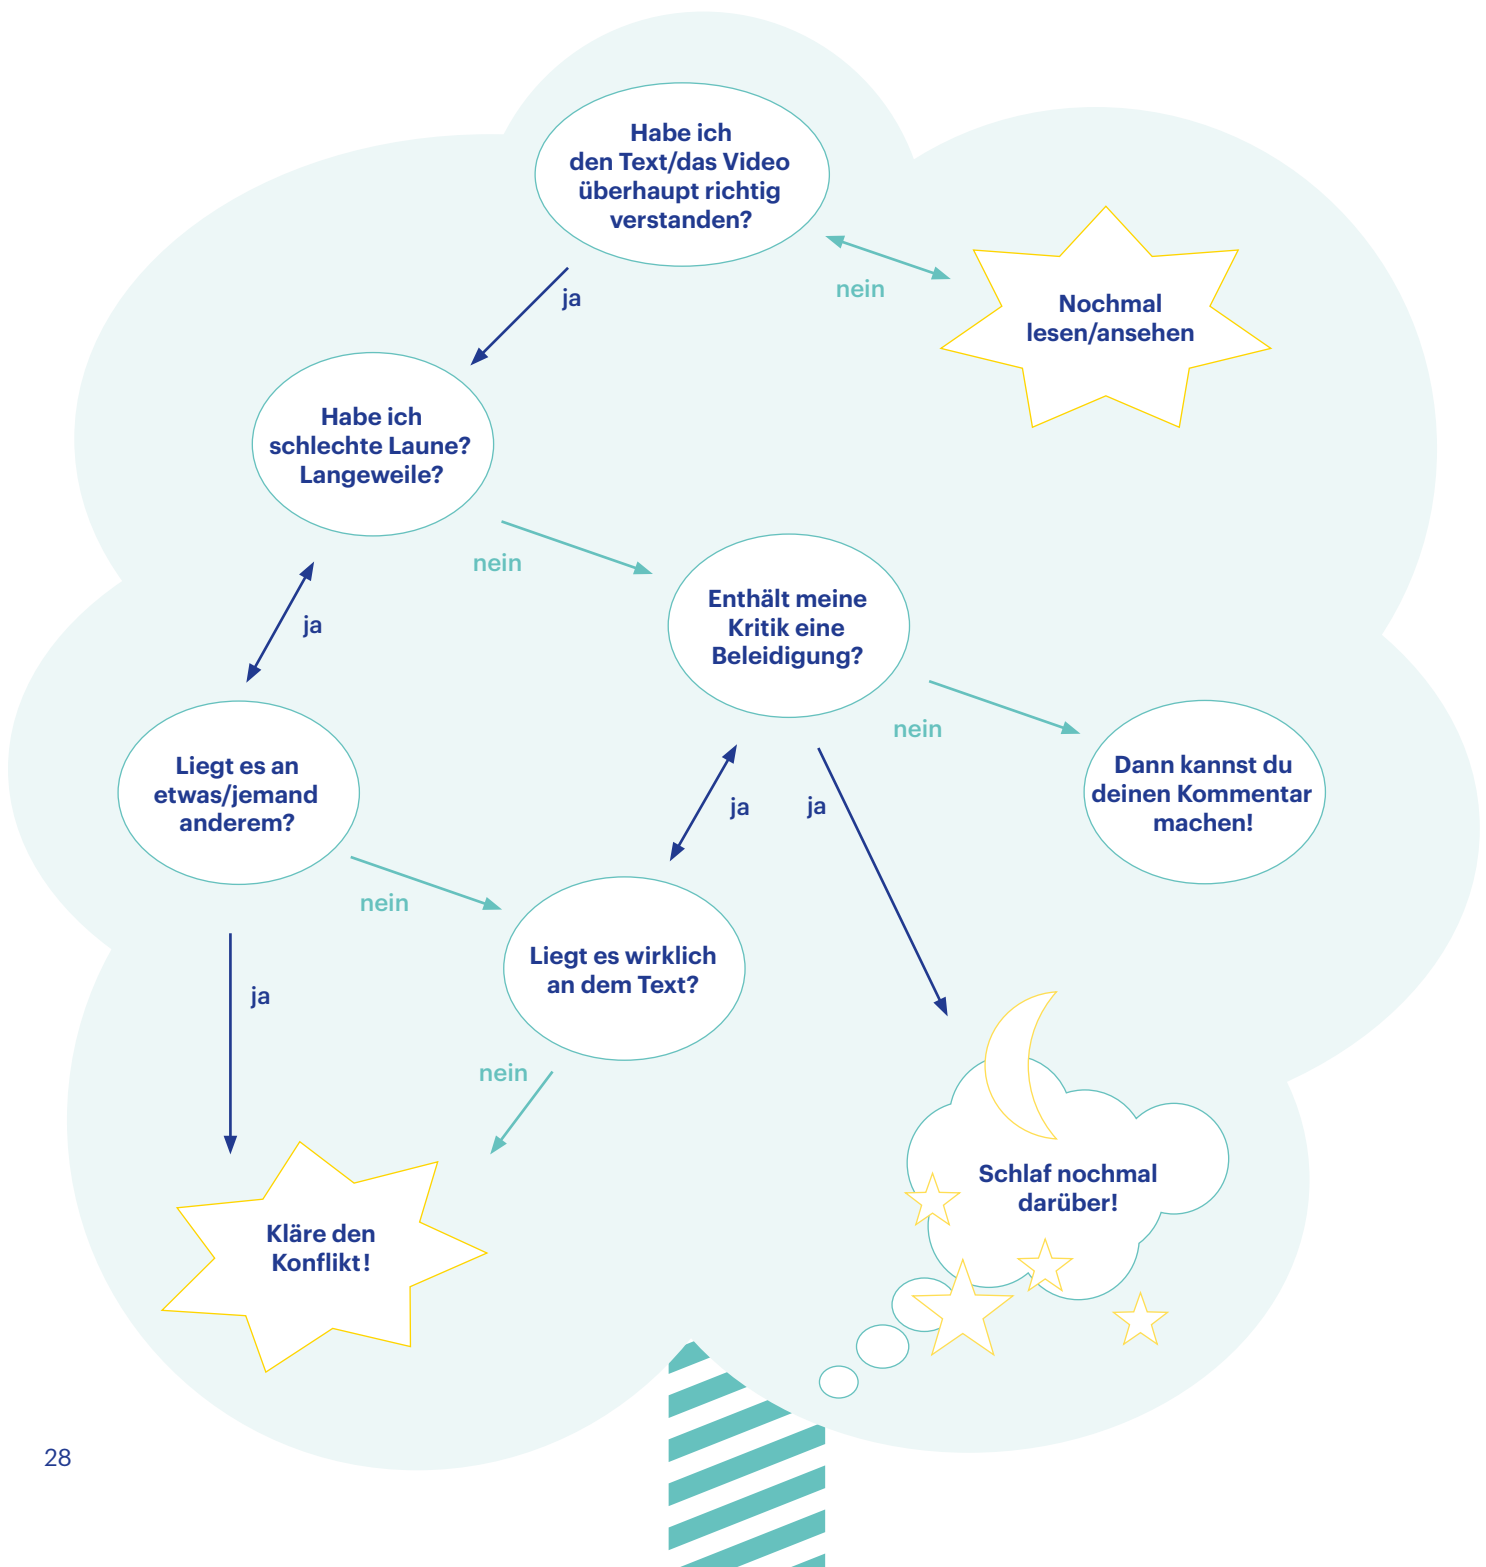 Habe ich
den Text/das Video
überhaupt richtig
verstanden?
nein
Nochmal
lesen/ansehen
ja
Habe ich
schlechte Laune?
Langeweile?
nein
Enthält meine
Kritik eine
Beleidigung?
ja
nein
Dann kannst du
deinen Kommentar
machen!
Liegt es an
etwas/jemand
anderem?
ja
ja
nein
Liegt es wirklich
an dem Text?
ja
nein
Schlaf nochmal
darüber!
Kläre den
Konflikt!
28